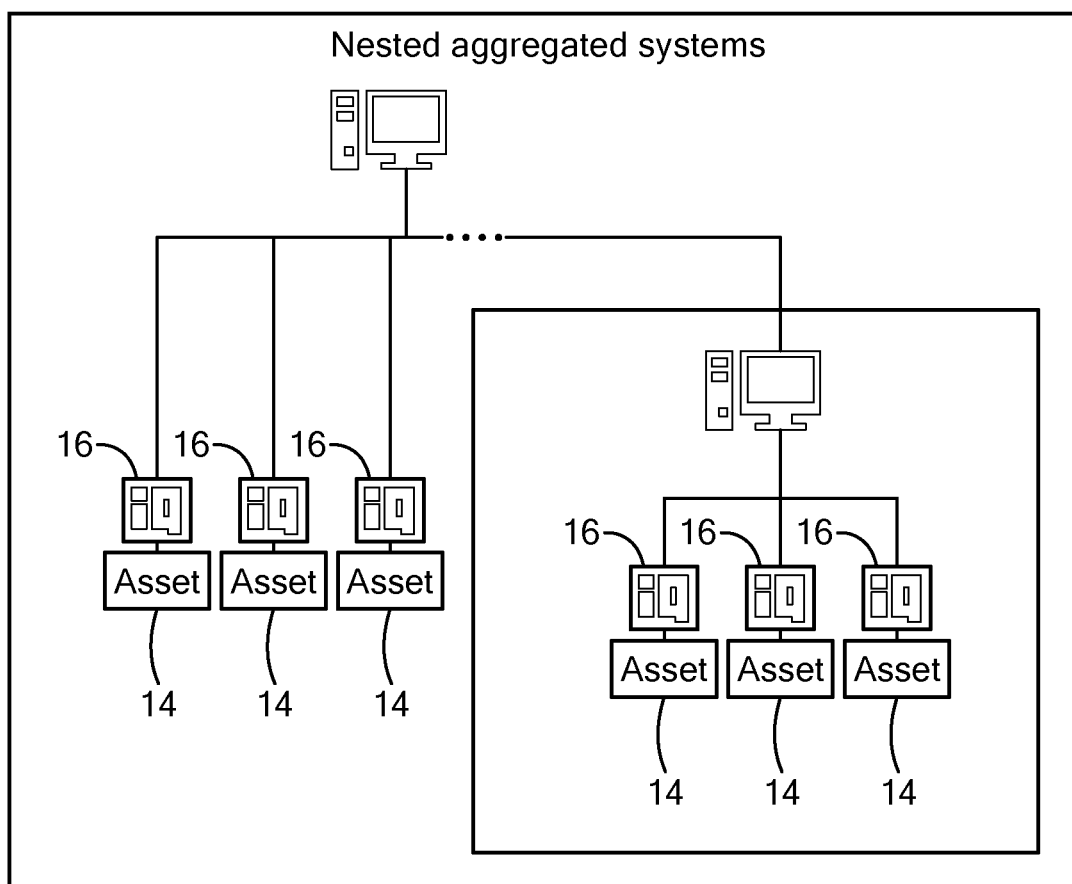 Nested aggregated systems
16 16 16
Asset Asset Asset
14 14 14
16 16 16
Asset Asset Asset
14 14 14